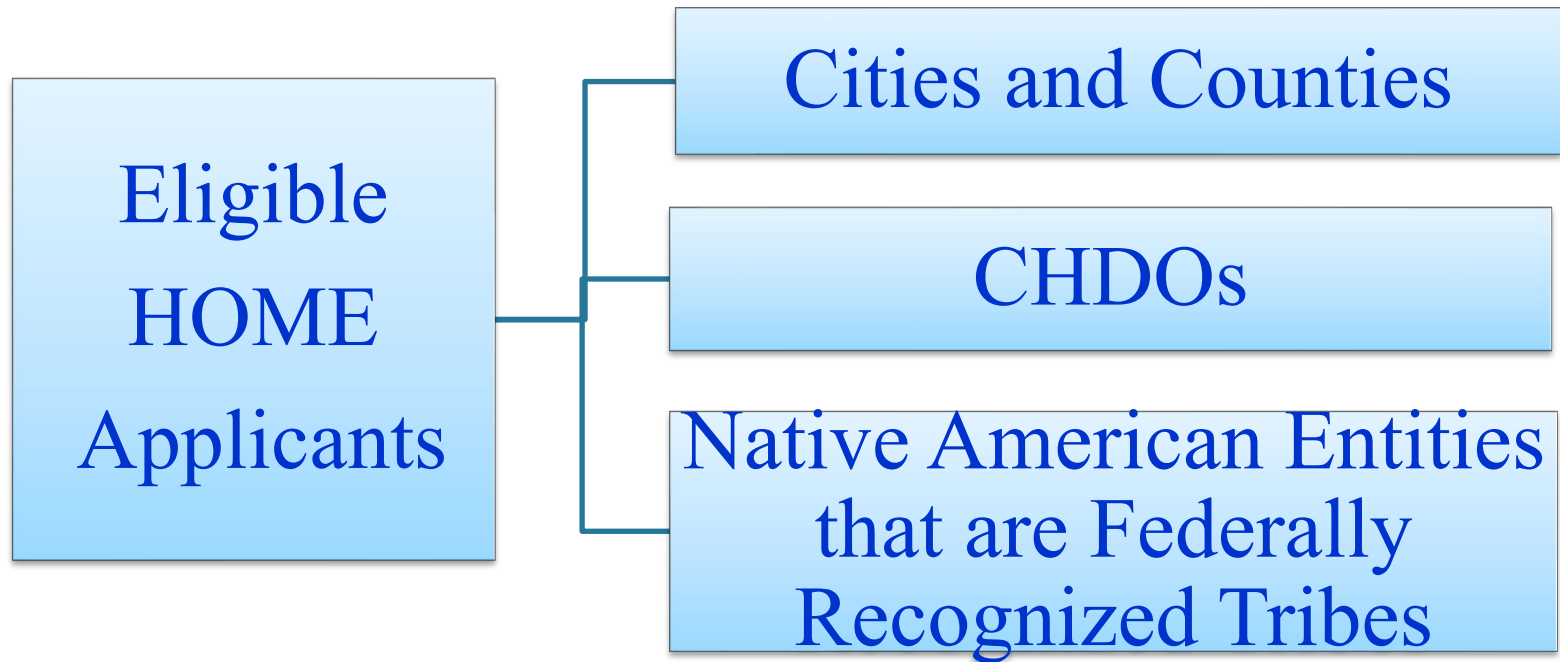 Eligible
HOME
Applicants
Cities and Counties
CHDOs
Native American Entities
that are Federally
Recognized Tribes